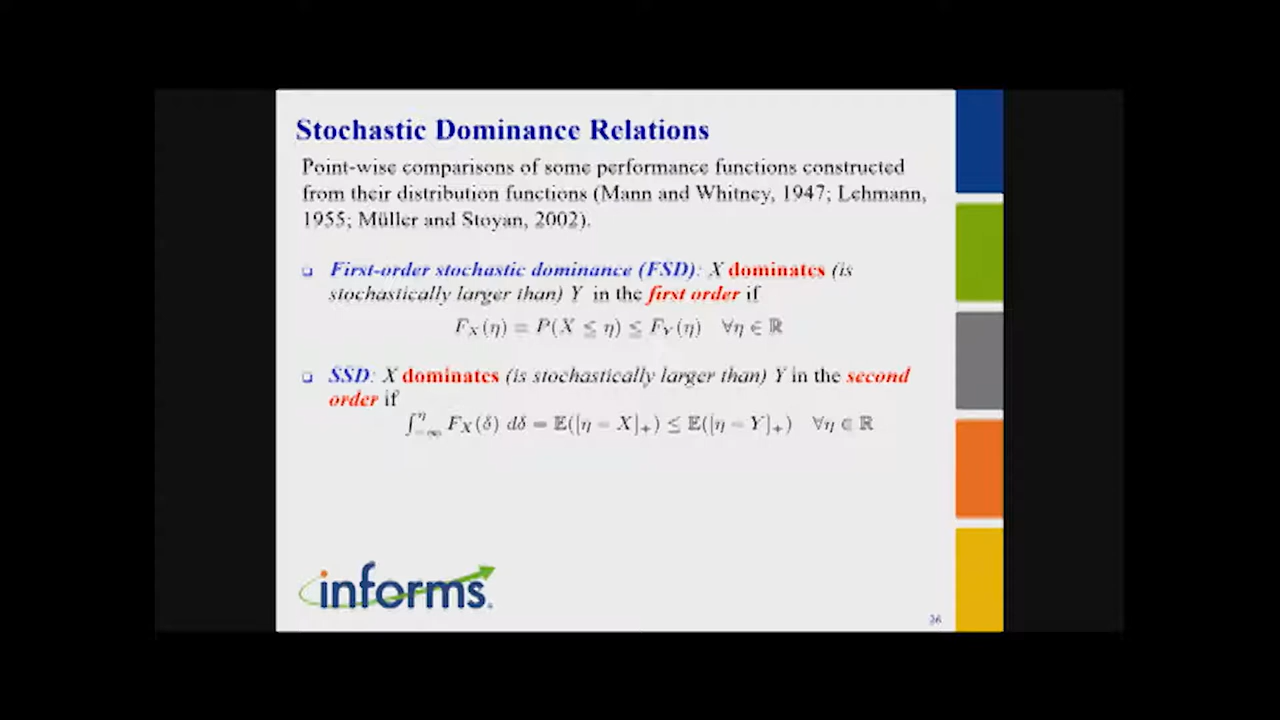 Stochastic Dominance Relations
Point-wise comparisons of some performance functions constructed
from their distribution functions (Mann and Whitney, 1947; Lehmann,
1955; Müller and Stoyan, 2002).
❑ First-order stochastic dominance (FSD): X dominates (is
stochastically larger than) Y in the first order if
F_X(η) = P(X ≤ η) ≤ F_Y(η) ∀η ∈ ℝ
❑ SSD: X dominates (is stochastically larger than) Y in the second
order if
∫_{-∞}^{η} F_X(δ) dδ = 𝔼([η − X]_+) ≤ 𝔼([η − Y]_+) ∀η ∈ ℝ
informs.